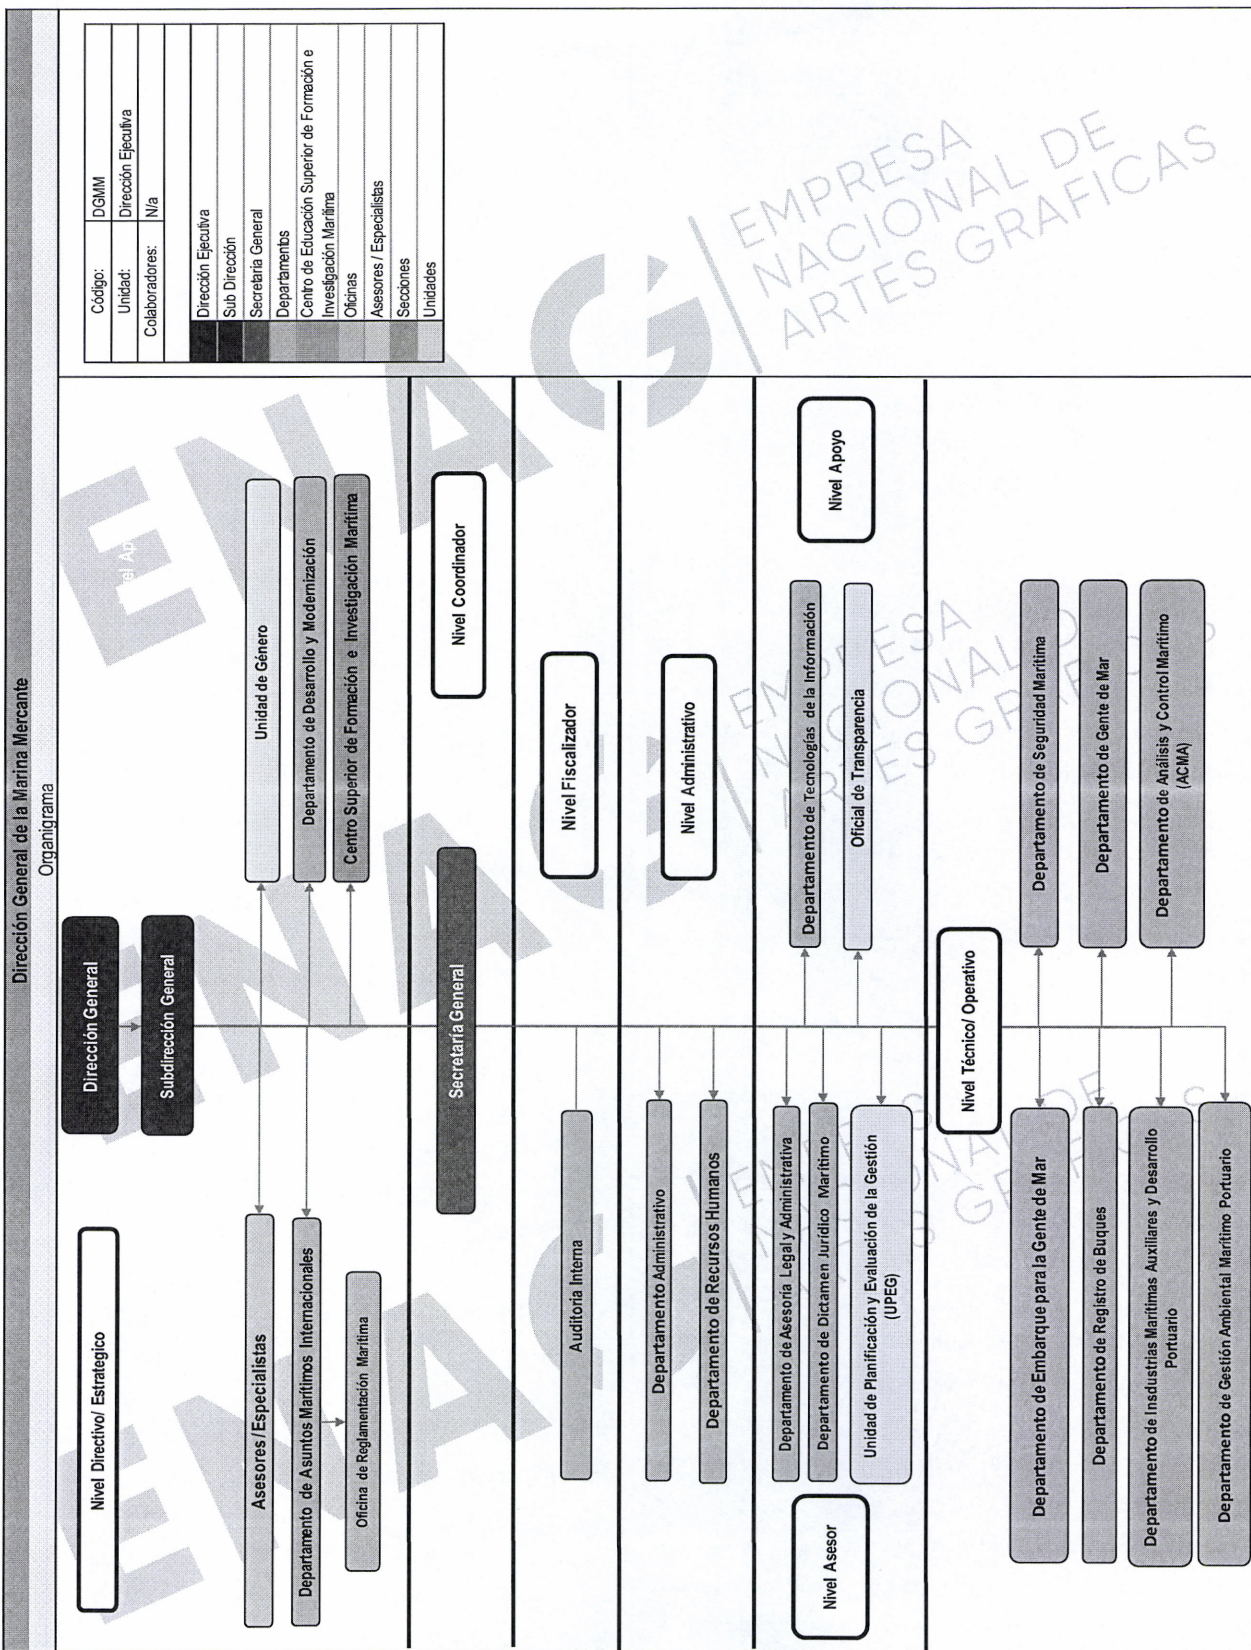 Dirección General de la Marina Mercante
Organigrama
Código: DGMM
Unidad: Dirección Ejecutiva
Colaboradores: N/a
Dirección Ejecutiva
Sub Dirección
Secretaria General
Departamentos
Centro de Educación Superior de Formación e
Investigación Marítima
Oficinas
Asesores / Especialistas
Secciones
Unidades
Nivel Directivo/ Estrategico
Dirección General
Subdirección General
Asesores / Especialistas
Unidad de Género
Departamento de Asuntos Marítimos Internacionales
Departamento de Desarrollo y Modernización
Oficina de Reglamentación Marítima
Centro Superior de Formación e Investigación Marítima
Secretaría General
Nivel Coordinador
Auditoria Interna
Nivel Fiscalizador
Departamento Administrativo
Departamento de Recursos Humanos
Nivel Administrativo
Nivel Asesor
Departamento de Asesoría Legal y Administrativa
Departamento de Dictamen Jurídico Marítimo
Unidad de Planificación y Evaluación de la Gestión
(UPEG)
Departamento de Tecnologías de la Información
Oficial de Transparencia
Nivel Apoyo
Nivel Técnico/ Operativo
Departamento de Embarque para la Gente de Mar
Departamento de Seguridad Marítima
Departamento de Registro de Buques
Departamento de Gente de Mar
Departamento de Insdustrias Marítimas Auxiliares y Desarrollo
Portuario
Departamento de Análisis y Control Marítimo
(ACMA)
Departamento de Gestión Ambiental Marítimo Portuario
ENAG
EMPRESA
NACIONAL DE
ARTES GRAFICAS
ENAG
EMPRESA
NACIONAL D
ARTES GRAF
ENAG